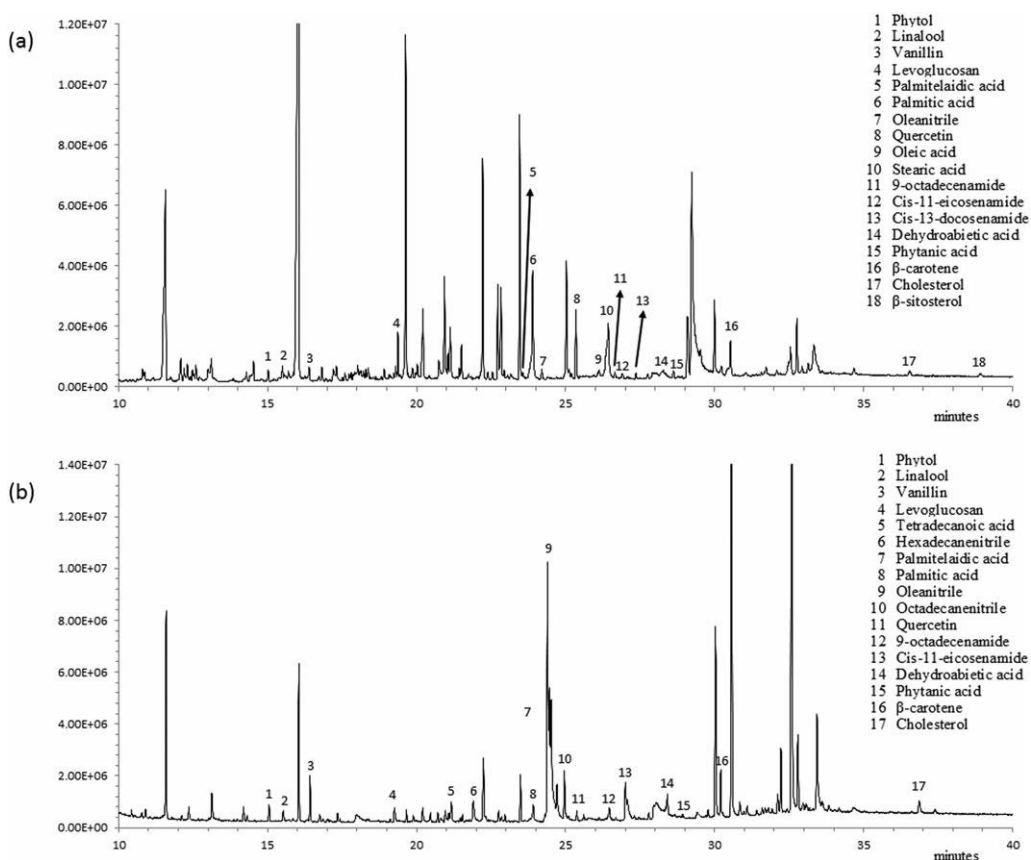 (a)
1.20E+07
1.00E+07
8.00E+06
6.00E+06
4.00E+06
2.00E+06
0.00E+00
10 15 20 25 30 35 40
minutes
1 2 3 4 5 6 7 8 9 10 11 12 13 14 15 16 17 18
1 Phytol
2 Linalool
3 Vanillin
4 Levoglucosan
5 Palmitelaidic acid
6 Palmitic acid
7 Oleanitrile
8 Quercetin
9 Oleic acid
10 Stearic acid
11 9-octadecenamide
12 Cis-11-eicosenamide
13 Cis-13-docosenamide
14 Dehydroabietic acid
15 Phytanic acid
16 β-carotene
17 Cholesterol
18 β-sitosterol
(b)
1.40E+07
1.20E+07
1.00E+07
8.00E+06
6.00E+06
4.00E+06
2.00E+06
0.00E+00
10 15 20 25 30 35 40
minutes
1 2 3 4 5 6 7 8 9 10 11 12 13 14 15 16 17
1 Phytol
2 Linalool
3 Vanillin
4 Levoglucosan
5 Tetradecanoic acid
6 Hexadecanenitrile
7 Palmitelaidic acid
8 Palmitic acid
9 Oleanitrile
10 Octadecanenitrile
11 Quercetin
12 9-octadecenamide
13 Cis-11-eicosenamide
14 Dehydroabietic acid
15 Phytanic acid
16 β-carotene
17 Cholesterol